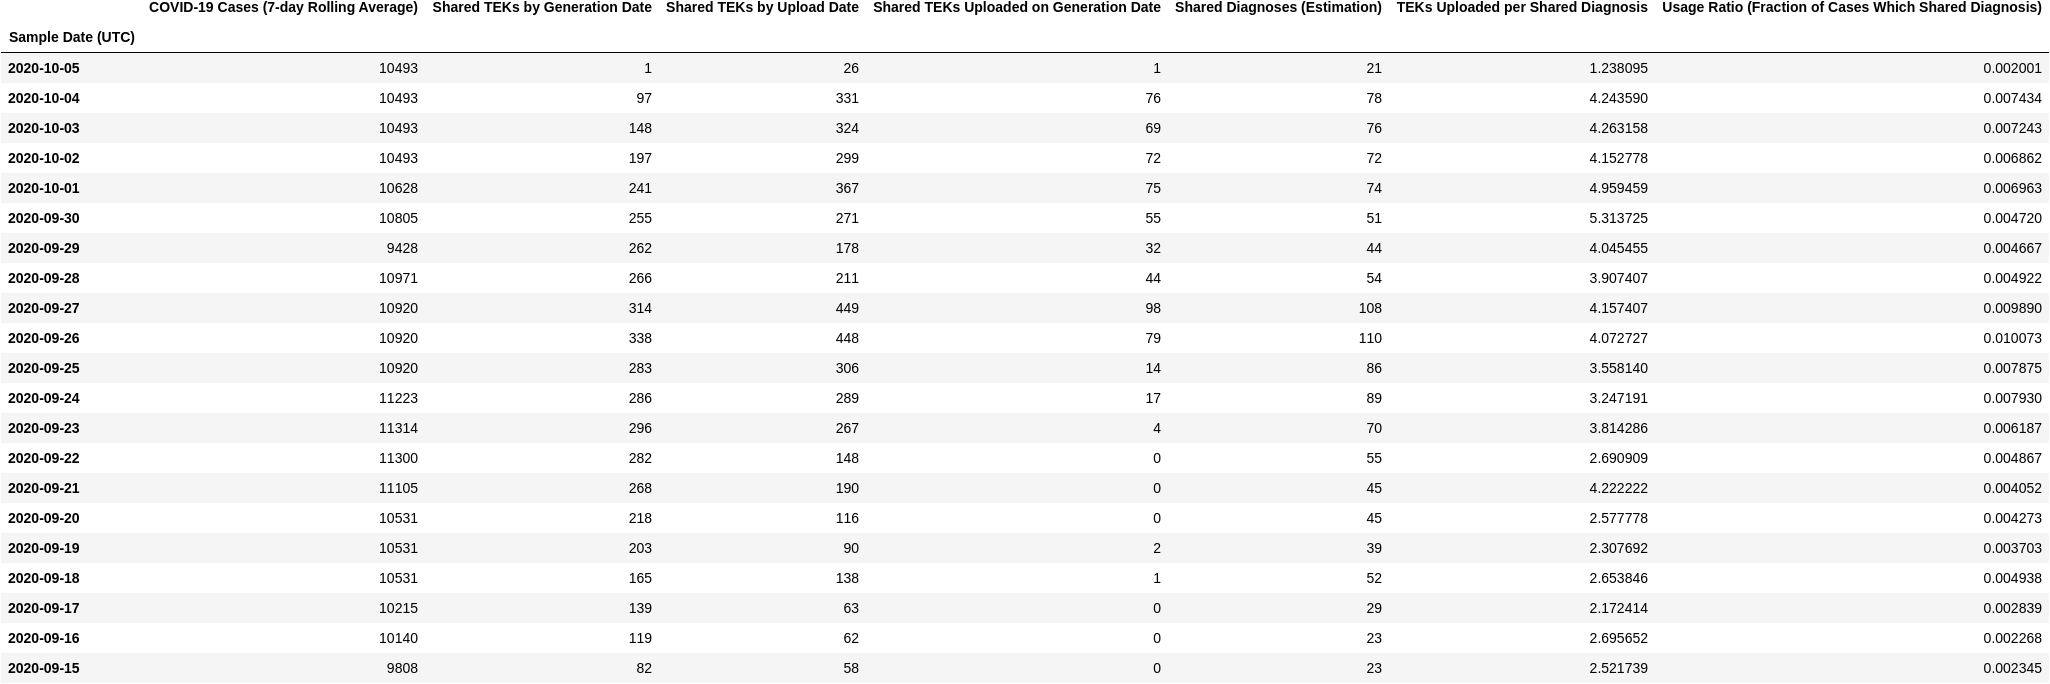 COVID-19 Cases (7-day Rolling Average) Shared TEKs by Generation Date Shared TEKs by Upload Date Shared TEKs Uploaded on Generation Date Shared Diagnoses (Estimation) TEKs Uploaded per Shared Diagnosis Usage Ratio (Fraction of Cases Which Shared Diagnosis)
Sample Date (UTC)
2020-10-05 10493 1 26 1 21 1.238095 0.002001
2020-10-04 10493 97 331 76 78 4.243590 0.007434
2020-10-03 10493 148 324 69 76 4.263158 0.007243
2020-10-02 10493 197 299 72 72 4.152778 0.006862
2020-10-01 10628 241 367 75 74 4.959459 0.006963
2020-09-30 10805 255 271 55 51 5.313725 0.004720
2020-09-29 9428 262 178 32 44 4.045455 0.004667
2020-09-28 10971 266 211 44 54 3.907407 0.004922
2020-09-27 10920 314 449 98 108 4.157407 0.009890
2020-09-26 10920 338 448 79 110 4.072727 0.010073
2020-09-25 10920 283 306 14 86 3.558140 0.007875
2020-09-24 11223 286 289 17 89 3.247191 0.007930
2020-09-23 11314 296 267 4 70 3.814286 0.006187
2020-09-22 11300 282 148 0 55 2.690909 0.004867
2020-09-21 11105 268 190 0 45 4.222222 0.004052
2020-09-20 10531 218 116 0 45 2.577778 0.004273
2020-09-19 10531 203 90 2 39 2.307692 0.003703
2020-09-18 10531 165 138 1 52 2.653846 0.004938
2020-09-17 10215 139 63 0 29 2.172414 0.002839
2020-09-16 10140 119 62 0 23 2.695652 0.002268
2020-09-15 9808 82 58 0 23 2.521739 0.002345